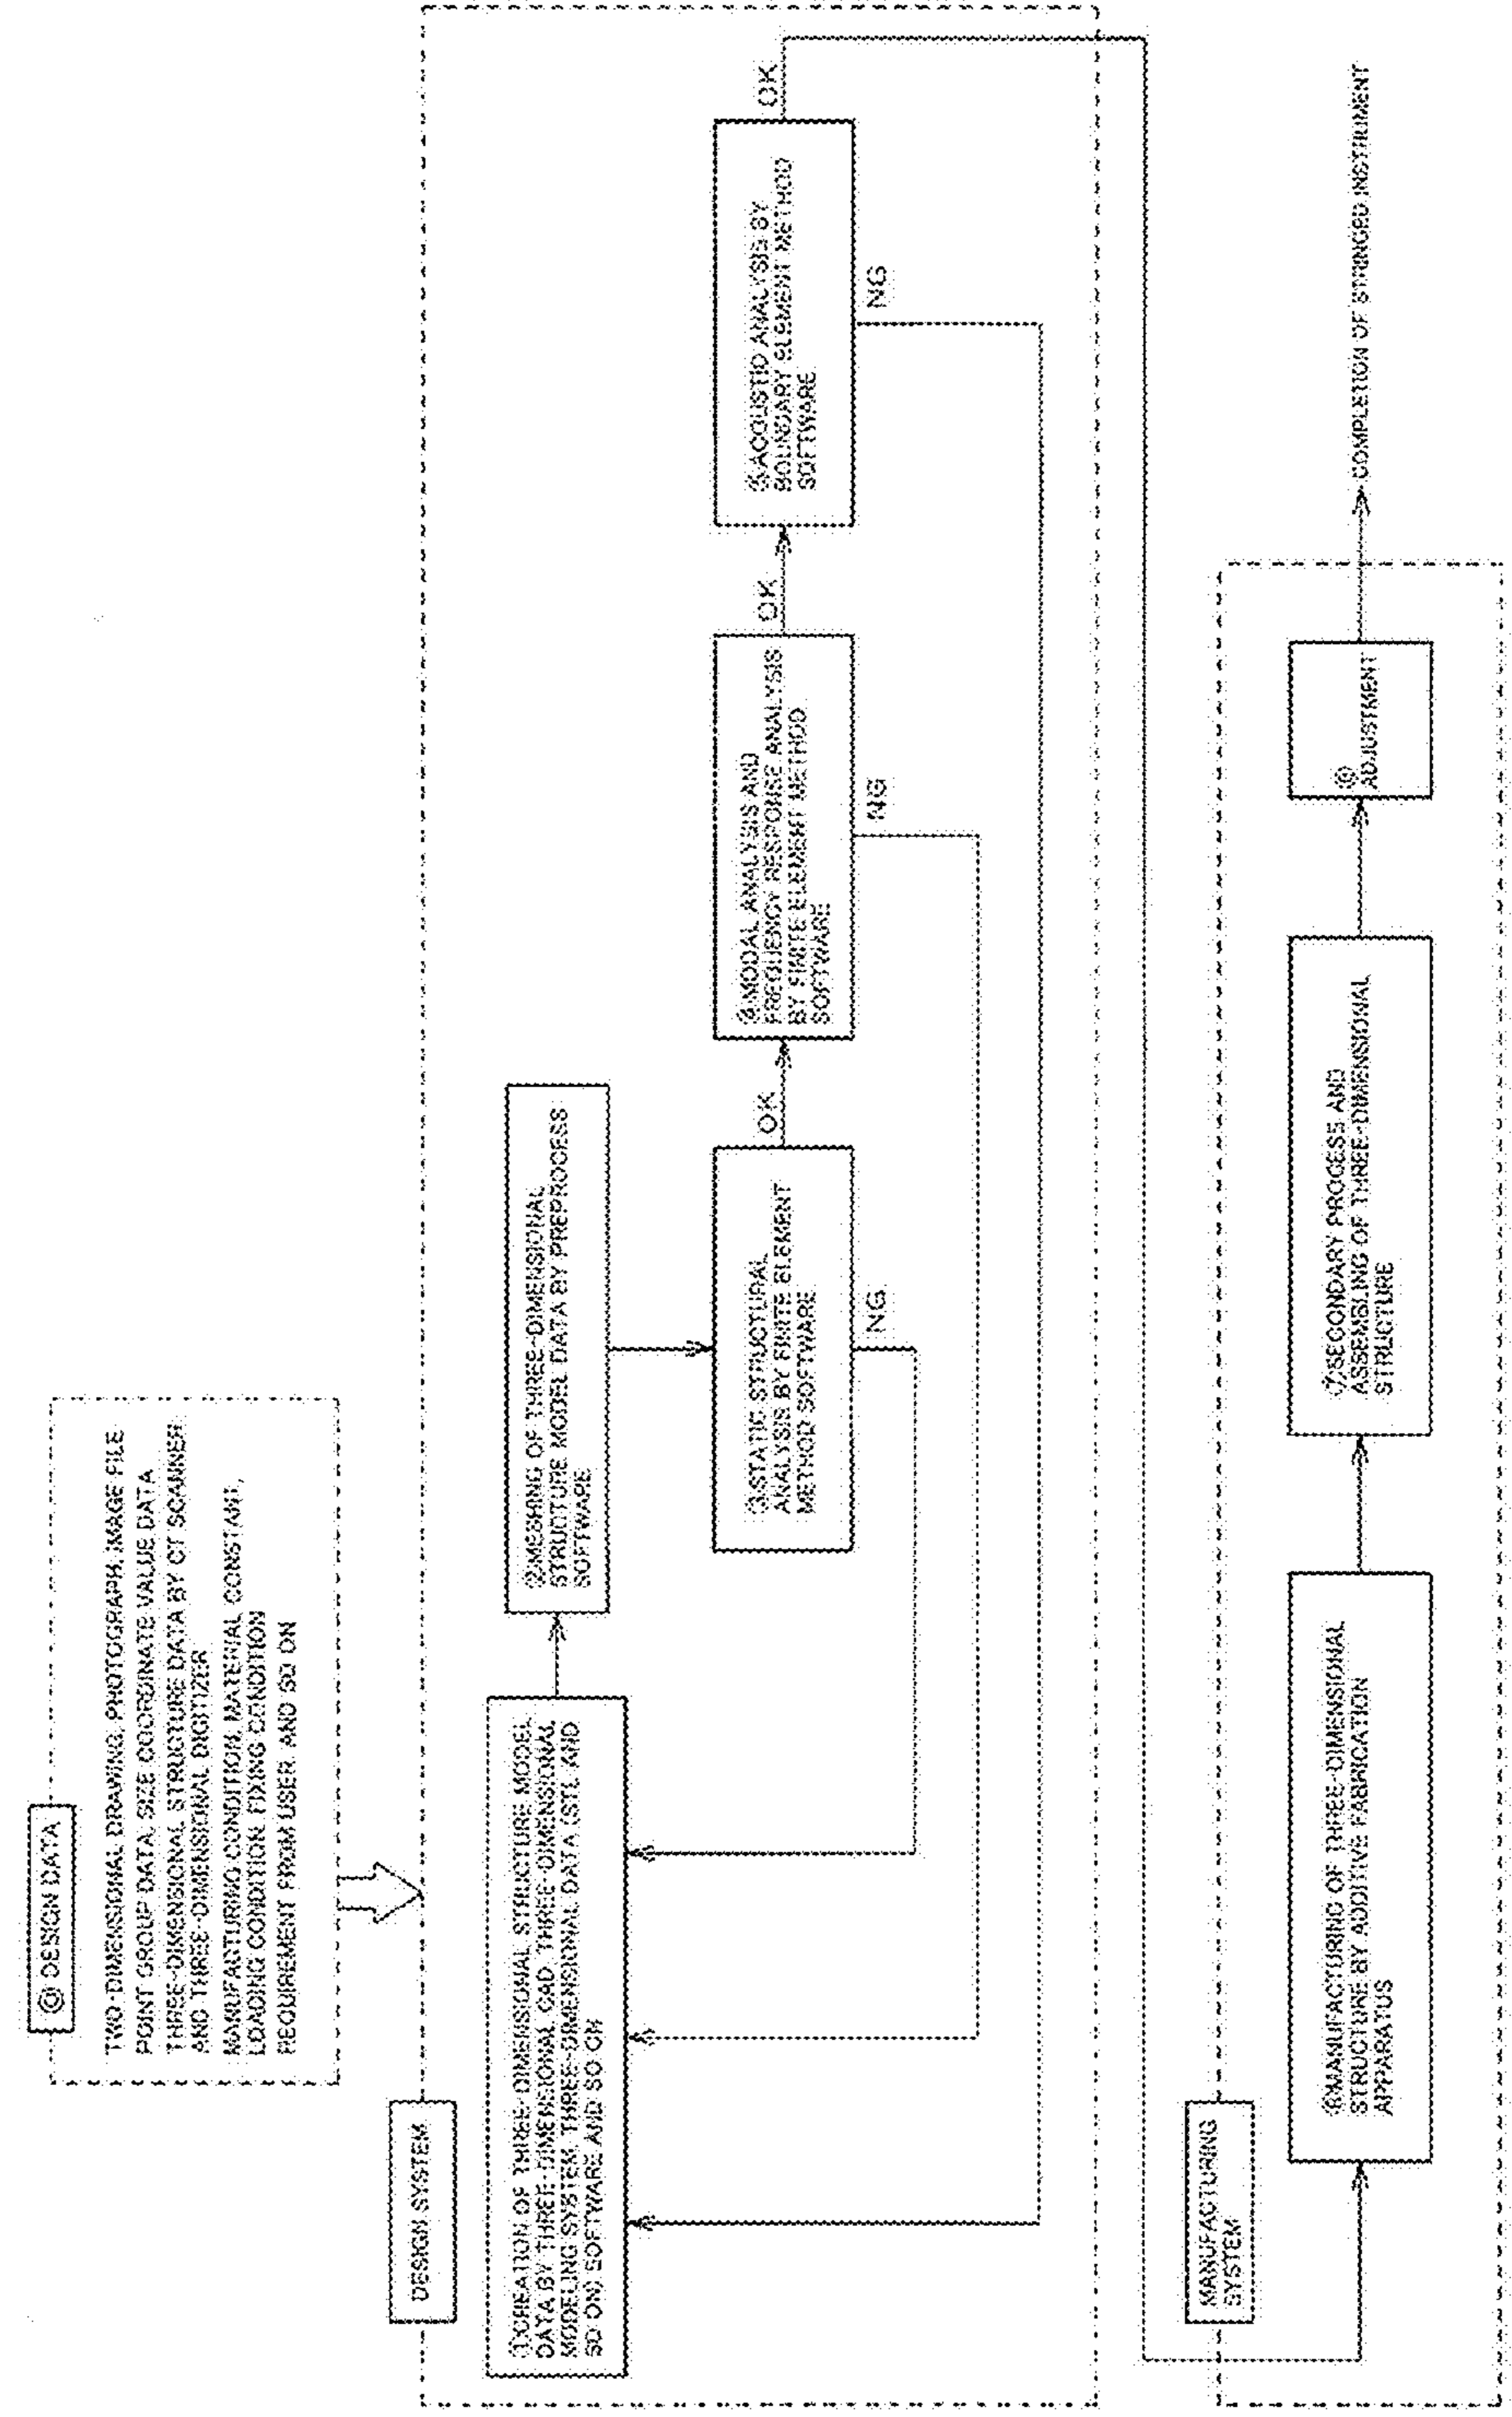 ⓪ DESIGN DATA
TWO-DIMENSIONAL DRAWING, PHOTOGRAPH, IMAGE FILE
POINT GROUP DATA, SIZE COORDINATE VALUE DATA
THREE-DIMENSIONAL STRUCTURE DATA BY CT SCANNER
AND THREE-DIMENSIONAL DIGITIZER
MANUFACTURING CONDITION, MATERIAL CONSTANT,
LOADING CONDITION, FIXING CONDITION
REQUIREMENT FROM USER, AND SO ON
DESIGN SYSTEM
①CREATION OF THREE-DIMENSIONAL STRUCTURE MODEL
DATA BY THREE-DIMENSIONAL CAD, THREE-DIMENSIONAL
MODELING SYSTEM, THREE-DIMENSIONAL DATA (STL AND
SO ON) SOFTWARE AND SO ON
②MESHING OF THREE-DIMENSIONAL
STRUCTURE MODEL DATA BY PREPROCESS
SOFTWARE
③STATIC STRUCTURAL
ANALYSIS BY FINITE ELEMENT
METHOD SOFTWARE
OK
NG
④MODAL ANALYSIS AND
FREQUENCY RESPONSE ANALYSIS
BY FINITE ELEMENT METHOD
SOFTWARE
OK
NG
⑤ACOUSTIC ANALYSIS BY
BOUNDARY ELEMENT METHOD
SOFTWARE
OK
NG
MANUFACTURING
SYSTEM
⑥MANUFACTURING OF THREE-DIMENSIONAL
STRUCTURE BY ADDITIVE FABRICATION
APPARATUS
⑦SECONDARY PROCESS AND
ASSEMBLING OF THREE-DIMENSIONAL
STRUCTURE
⑧
ADJUSTMENT
COMPLETION OF STRINGED INSTRUMENT